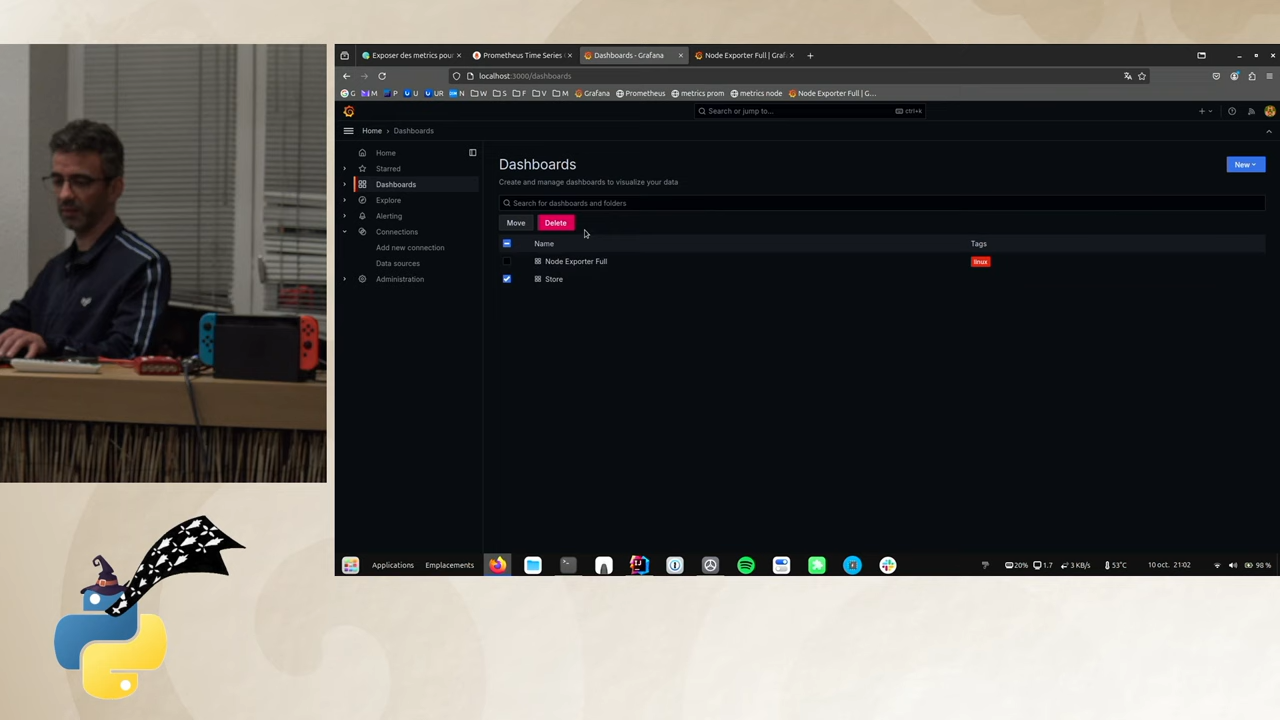 Exposer des metrics pou
Prometheus Time Series
Dashboards - Grafana
Node Exporter Full | Graf
localhost:3000/dashboards
G
M
P
U
UR
N
W
S
F
V
M
Grafana
Prometheus
metrics prom
metrics node
Node Exporter Full | G...
Search or jump to...
ctrl+k
Home
Dashboards
Home
Starred
Dashboards
Explore
Alerting
Connections
Add new connection
Data sources
Administration
Dashboards
New
Create and manage dashboards to visualize your data
Search for dashboards and folders
Move
Delete
Name
Tags
Node Exporter Full
linux
Store
Applications
Emplacements
20%
1.7
3 KB/s
53°C
10 oct. 21:02
98 %